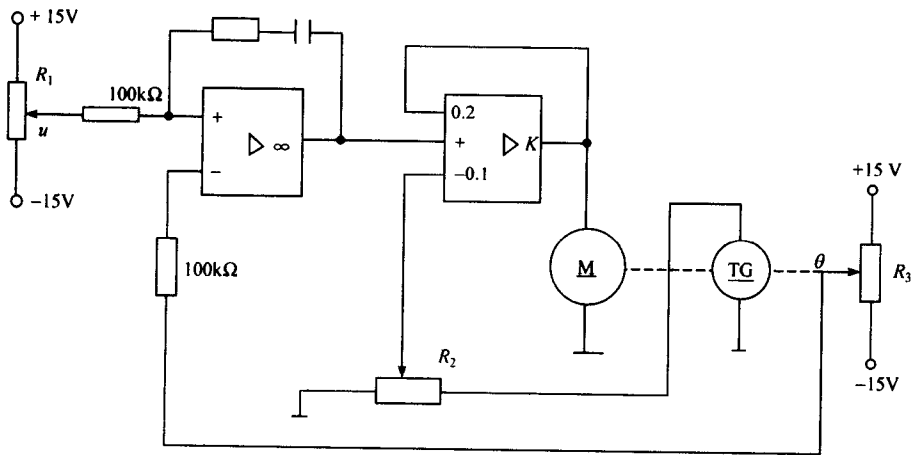 + 15V
R1
100kΩ
u
−15V
+
−
▷ ∞
100kΩ
0.2
+
−0.1
▷ K
M
TG
θ
+15 V
R3
−15V
R2